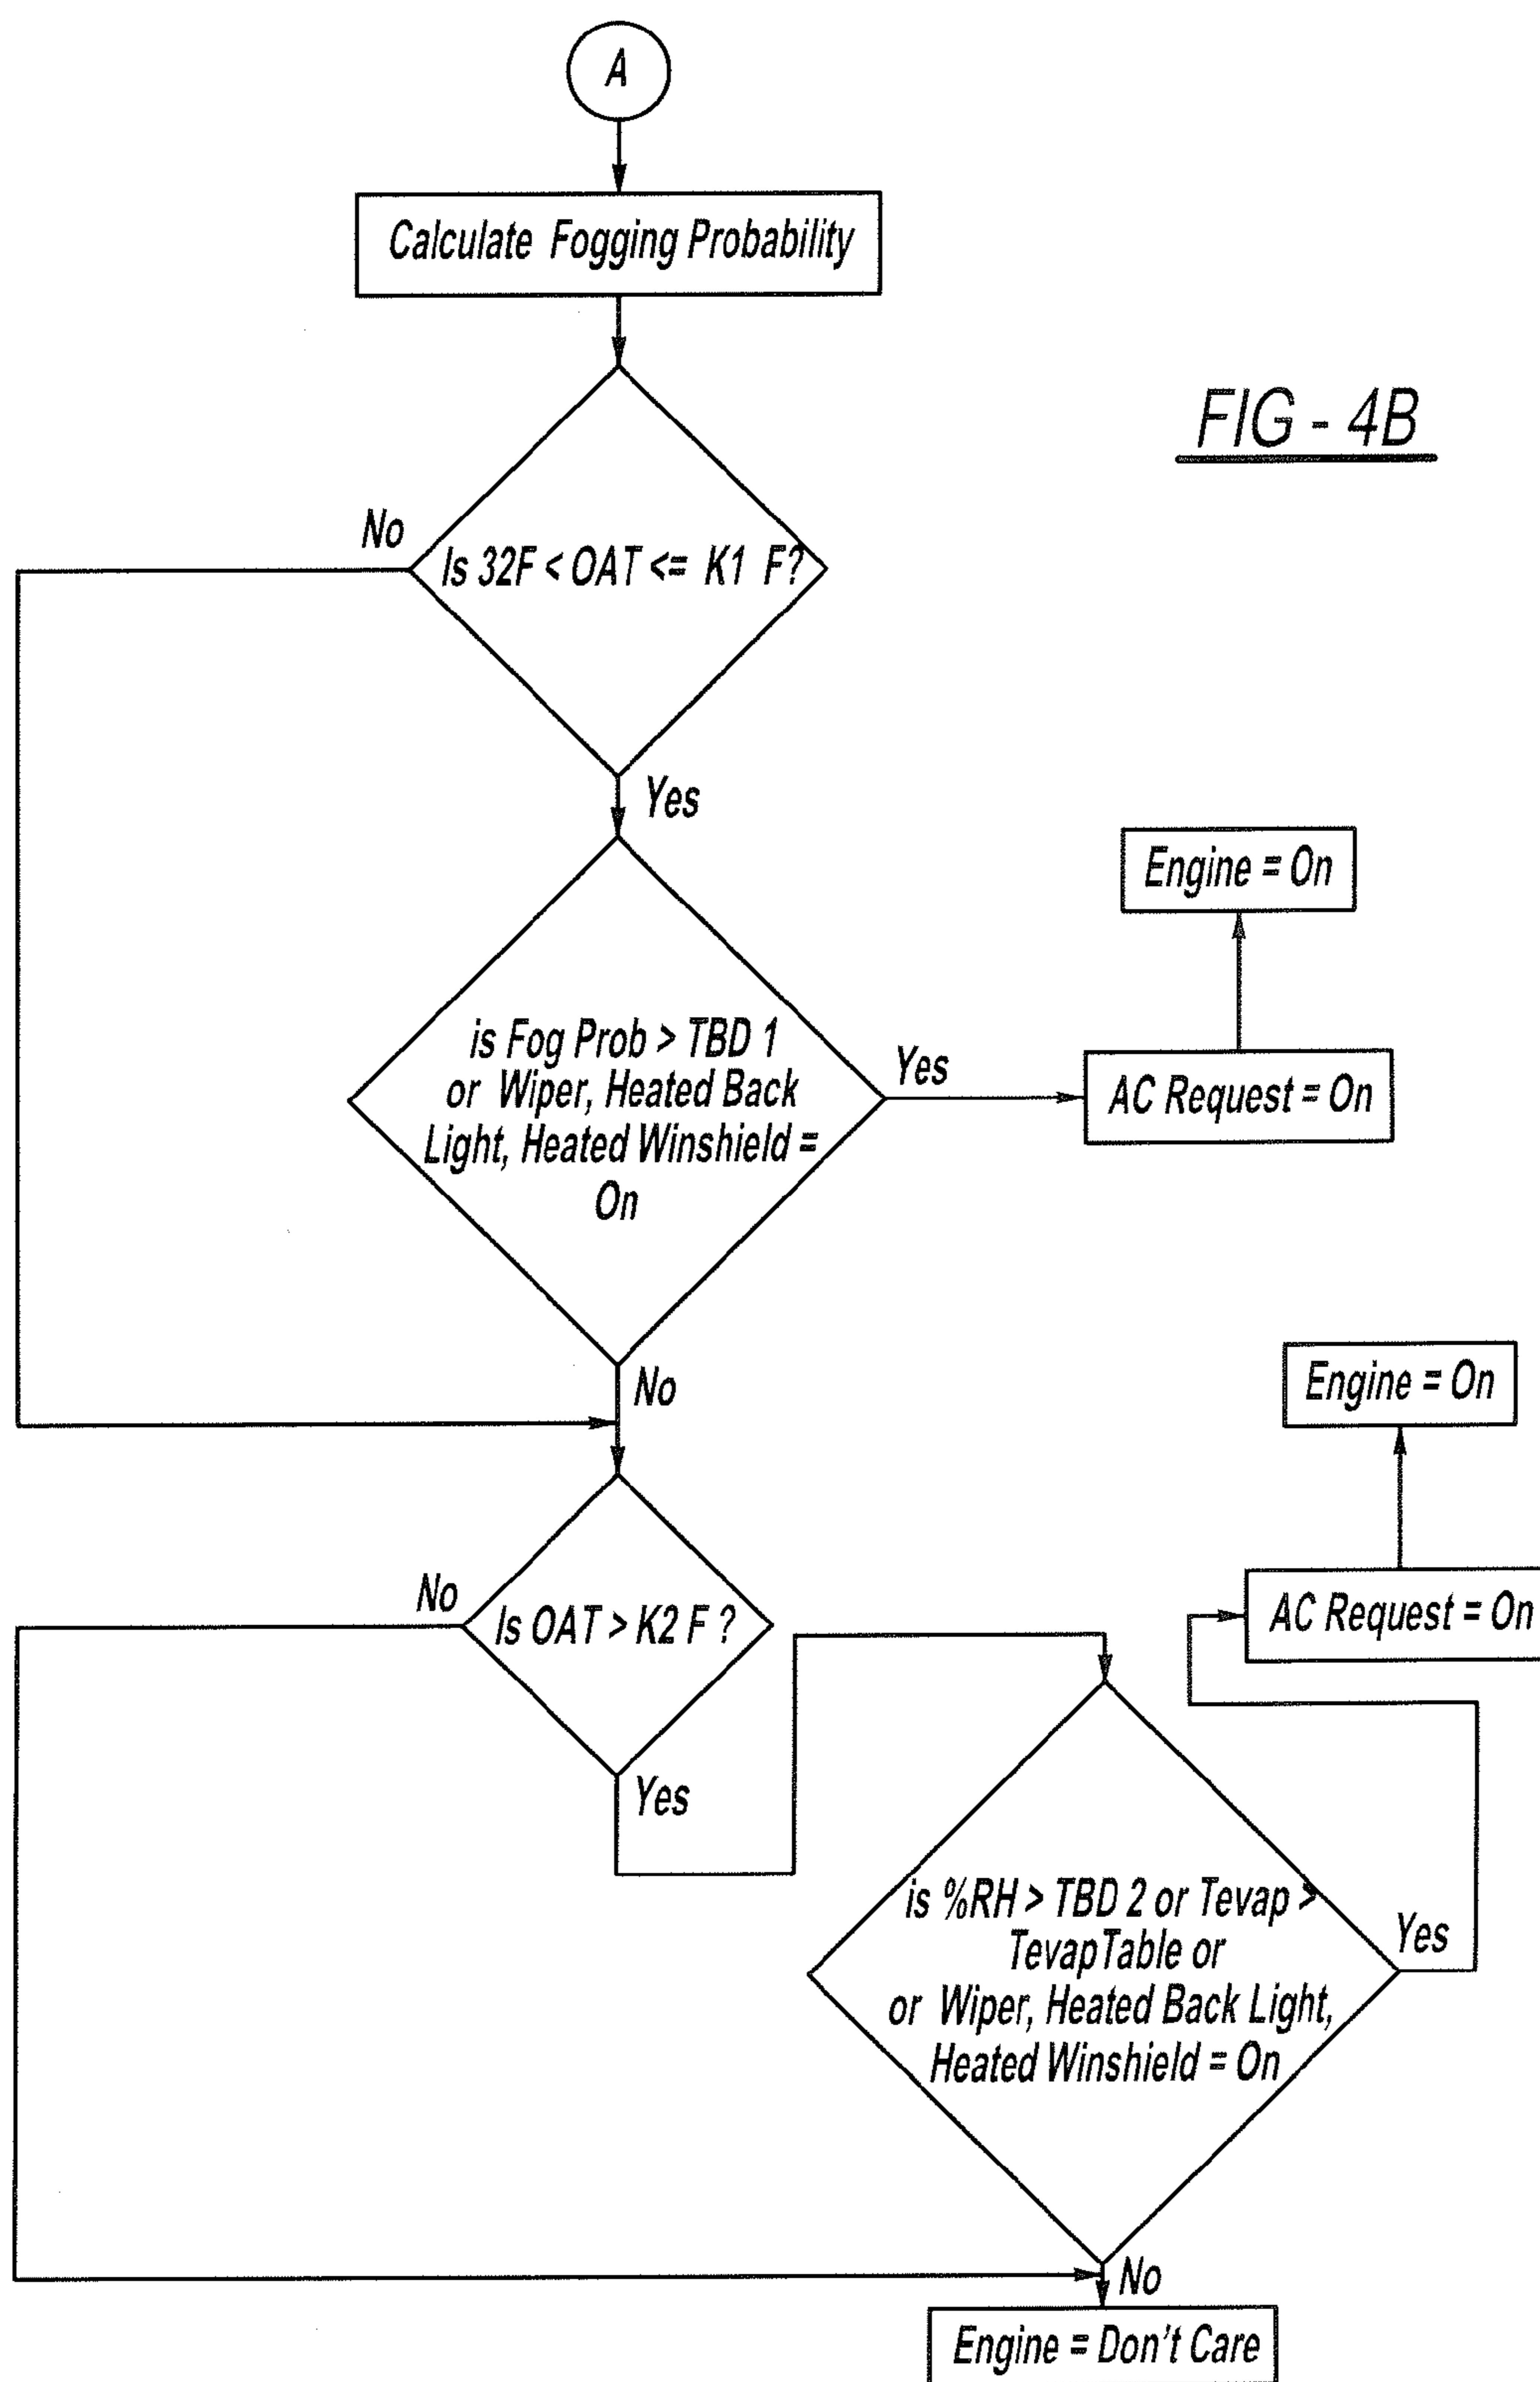 A
Calculate Fogging Probability
FIG - 4B
No
Is 32F < OAT <= K1 F?
Yes
Engine = On
is Fog Prob > TBD 1
or Wiper, Heated Back
Light, Heated Winshield =
On
Yes
AC Request = On
No
Engine = On
No
Is OAT > K2 F ?
AC Request = On
Yes
is %RH > TBD 2 or Tevap >
TevapTable or
or Wiper, Heated Back Light,
Heated Winshield = On
Yes
No
Engine = Don't Care